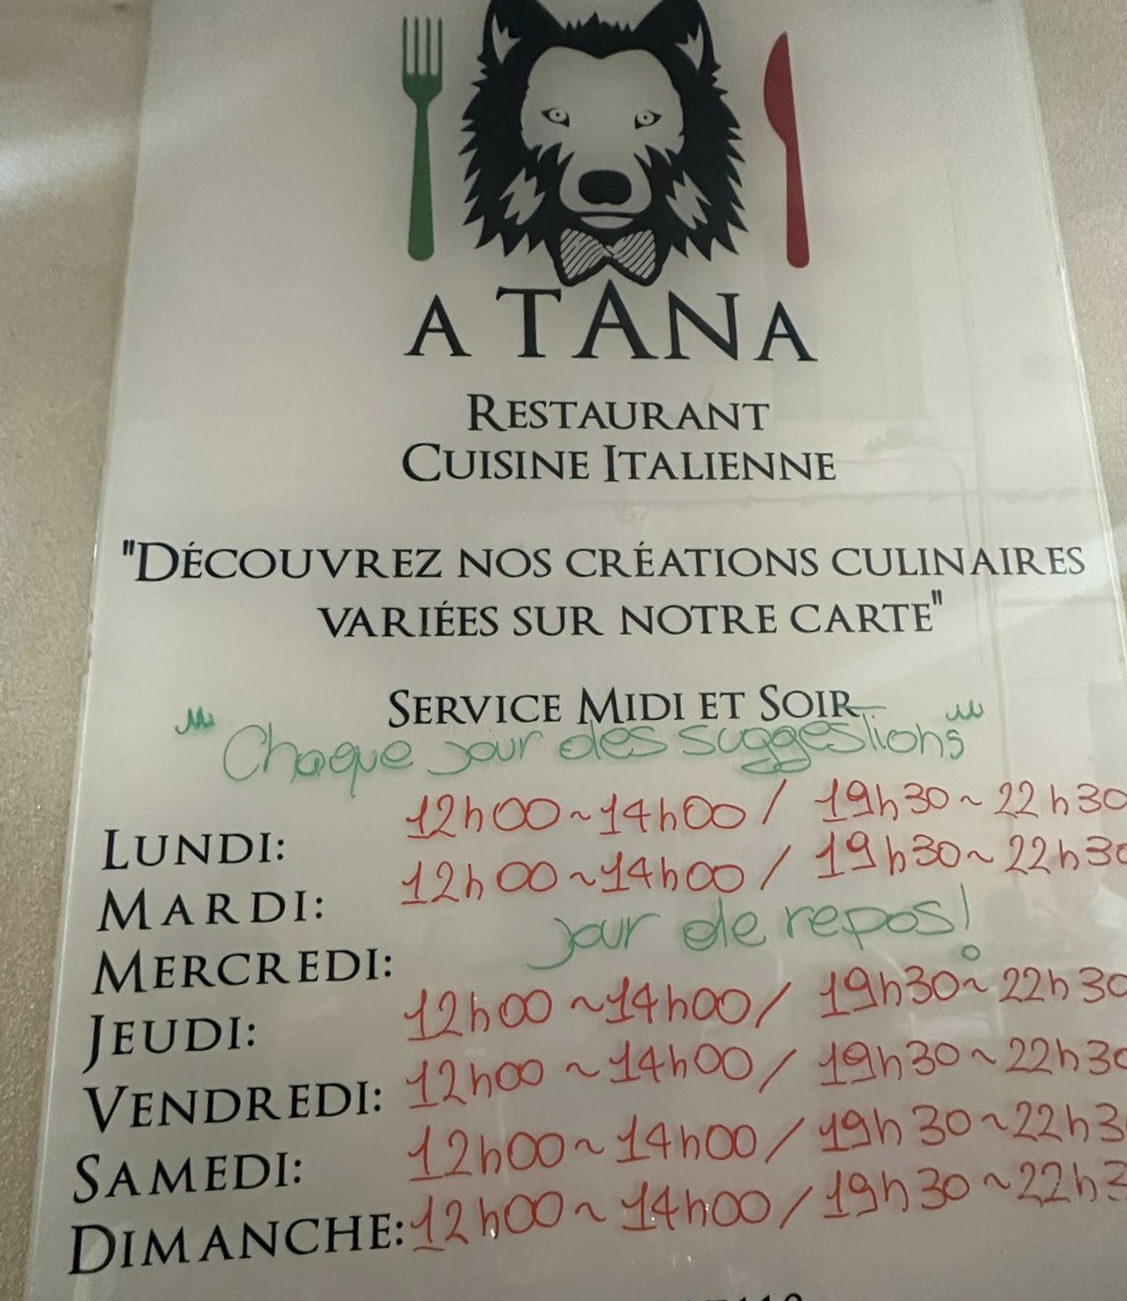 A TANA
RESTAURANT
CUISINE ITALIENNE
"DÉCOUVREZ NOS CRÉATIONS CULINAIRES
VARIÉES SUR NOTRE CARTE"
SERVICE MIDI ET SOIR
"Chaque jour des suggestions"
LUNDI: 12h00~14h00 / 19h30~22h30
MARDI: 12h00~14h00 / 19h30~22h30
MERCREDI: jour de repos!
JEUDI: 12h00~14h00 / 19h30~22h30
VENDREDI: 12h00~14h00 / 19h30~22h30
SAMEDI: 12h00~14h00 / 19h30~22h3
DIMANCHE: 12h00~14h00 / 19h30~22h3